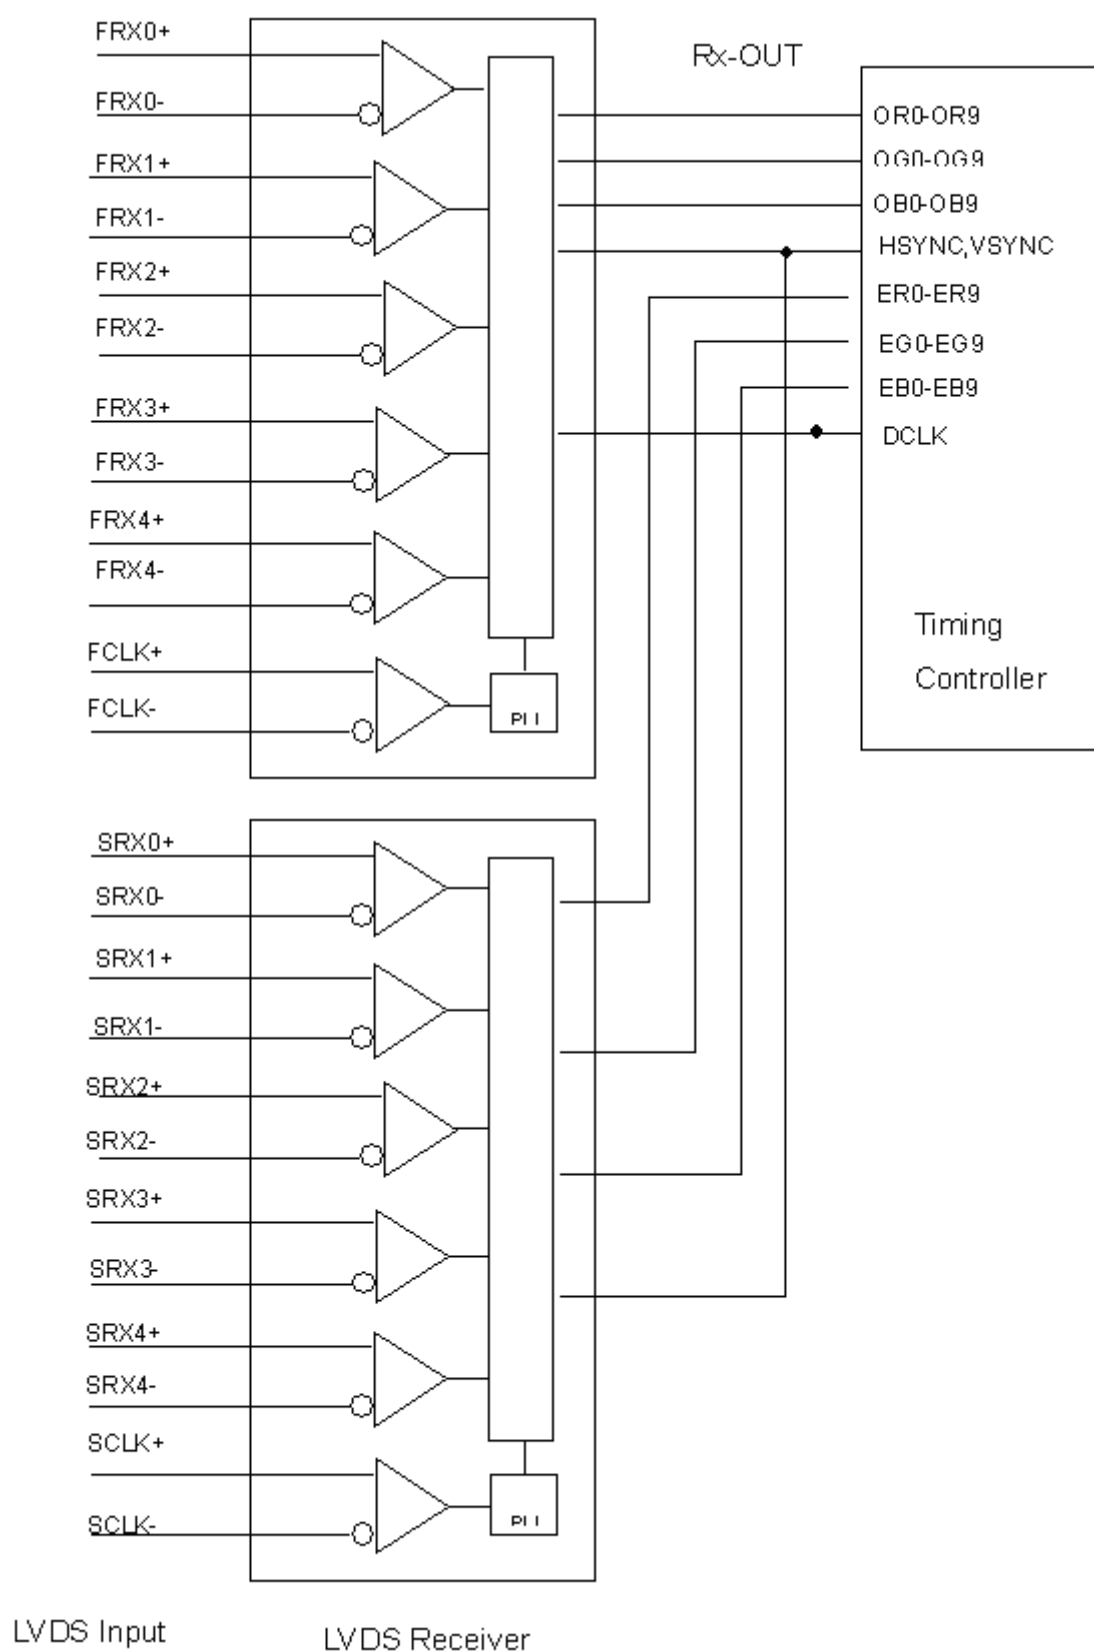 FRX0+
FRX0-
FRX1+
FRX1-
FRX2+
FRX2-
FRX3+
FRX3-
FRX4+
FRX4-
FCLK+
FCLK-
Rx-OUT
OR0-OR9
OG0-OG9
OB0-OB9
HSYNC,VSYNC
ER0-ER9
EG0-EG9
EB0-EB9
DCLK
Timing
Controller
PLL
SRX0+
SRX0-
SRX1+
SRX1-
SRX2+
SRX2-
SRX3+
SRX3-
SRX4+
SRX4-
SCLK+
SCLK-
PLL
LVDS Input
LVDS Receiver